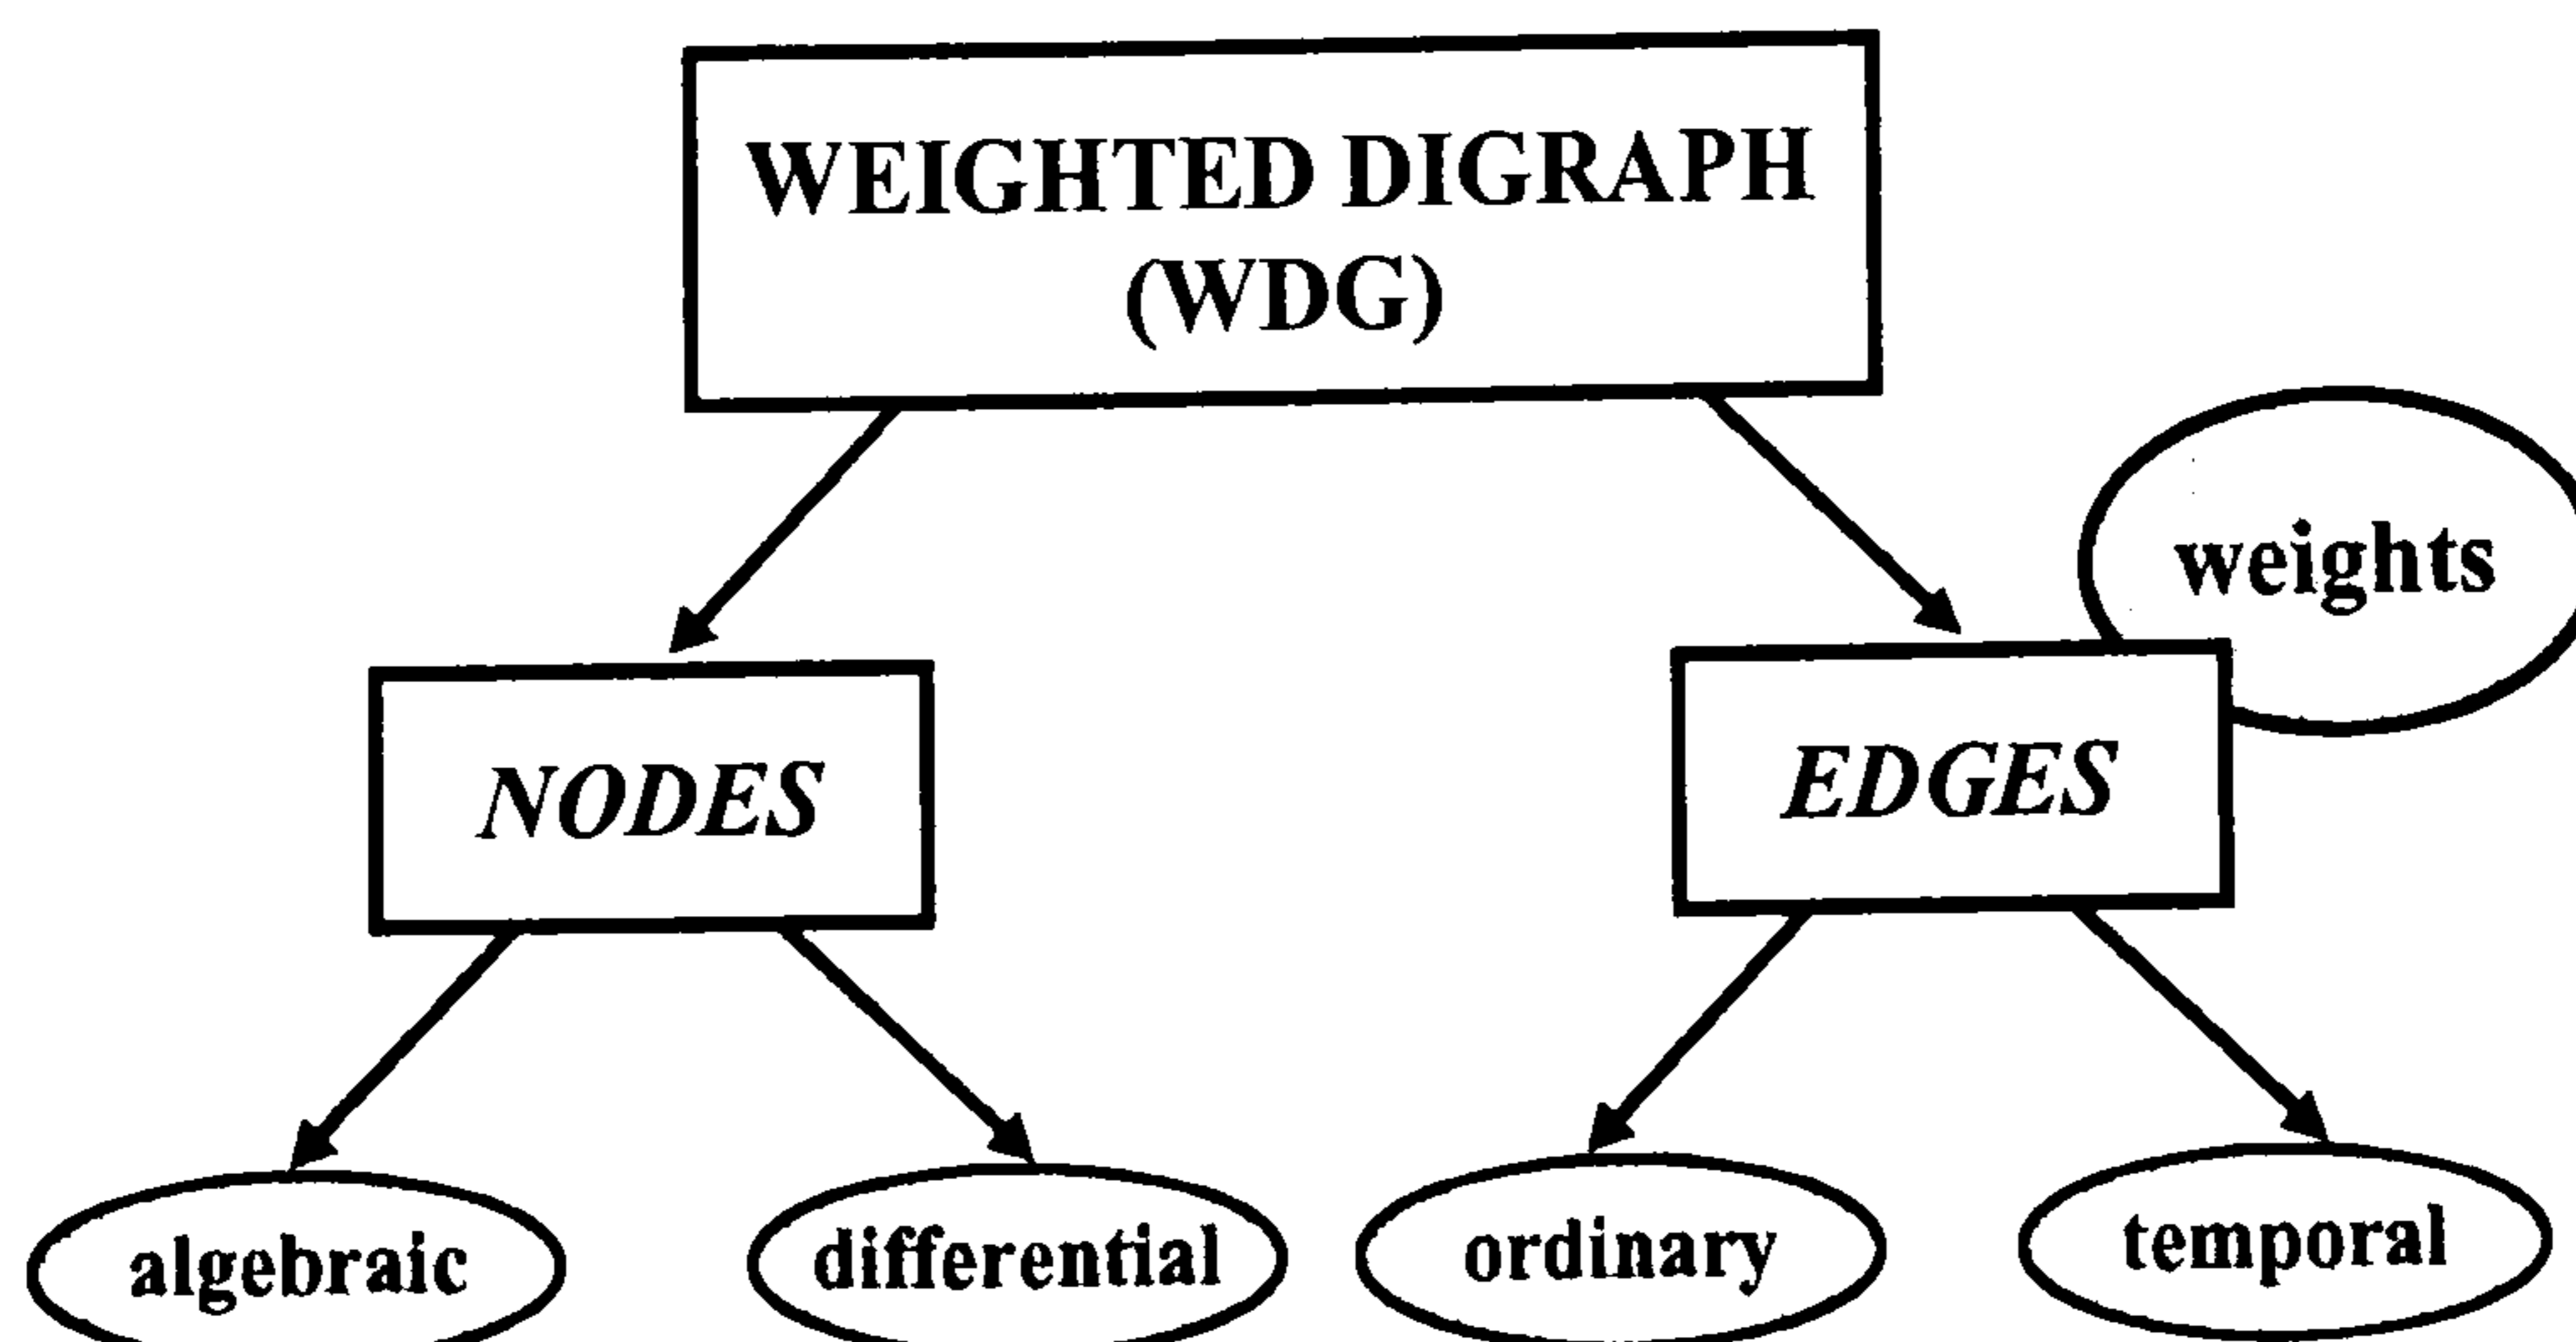 WEIGHTED DIGRAPH
(WDG)
weights
NODES
EDGES
algebraic
differential
ordinary
temporal